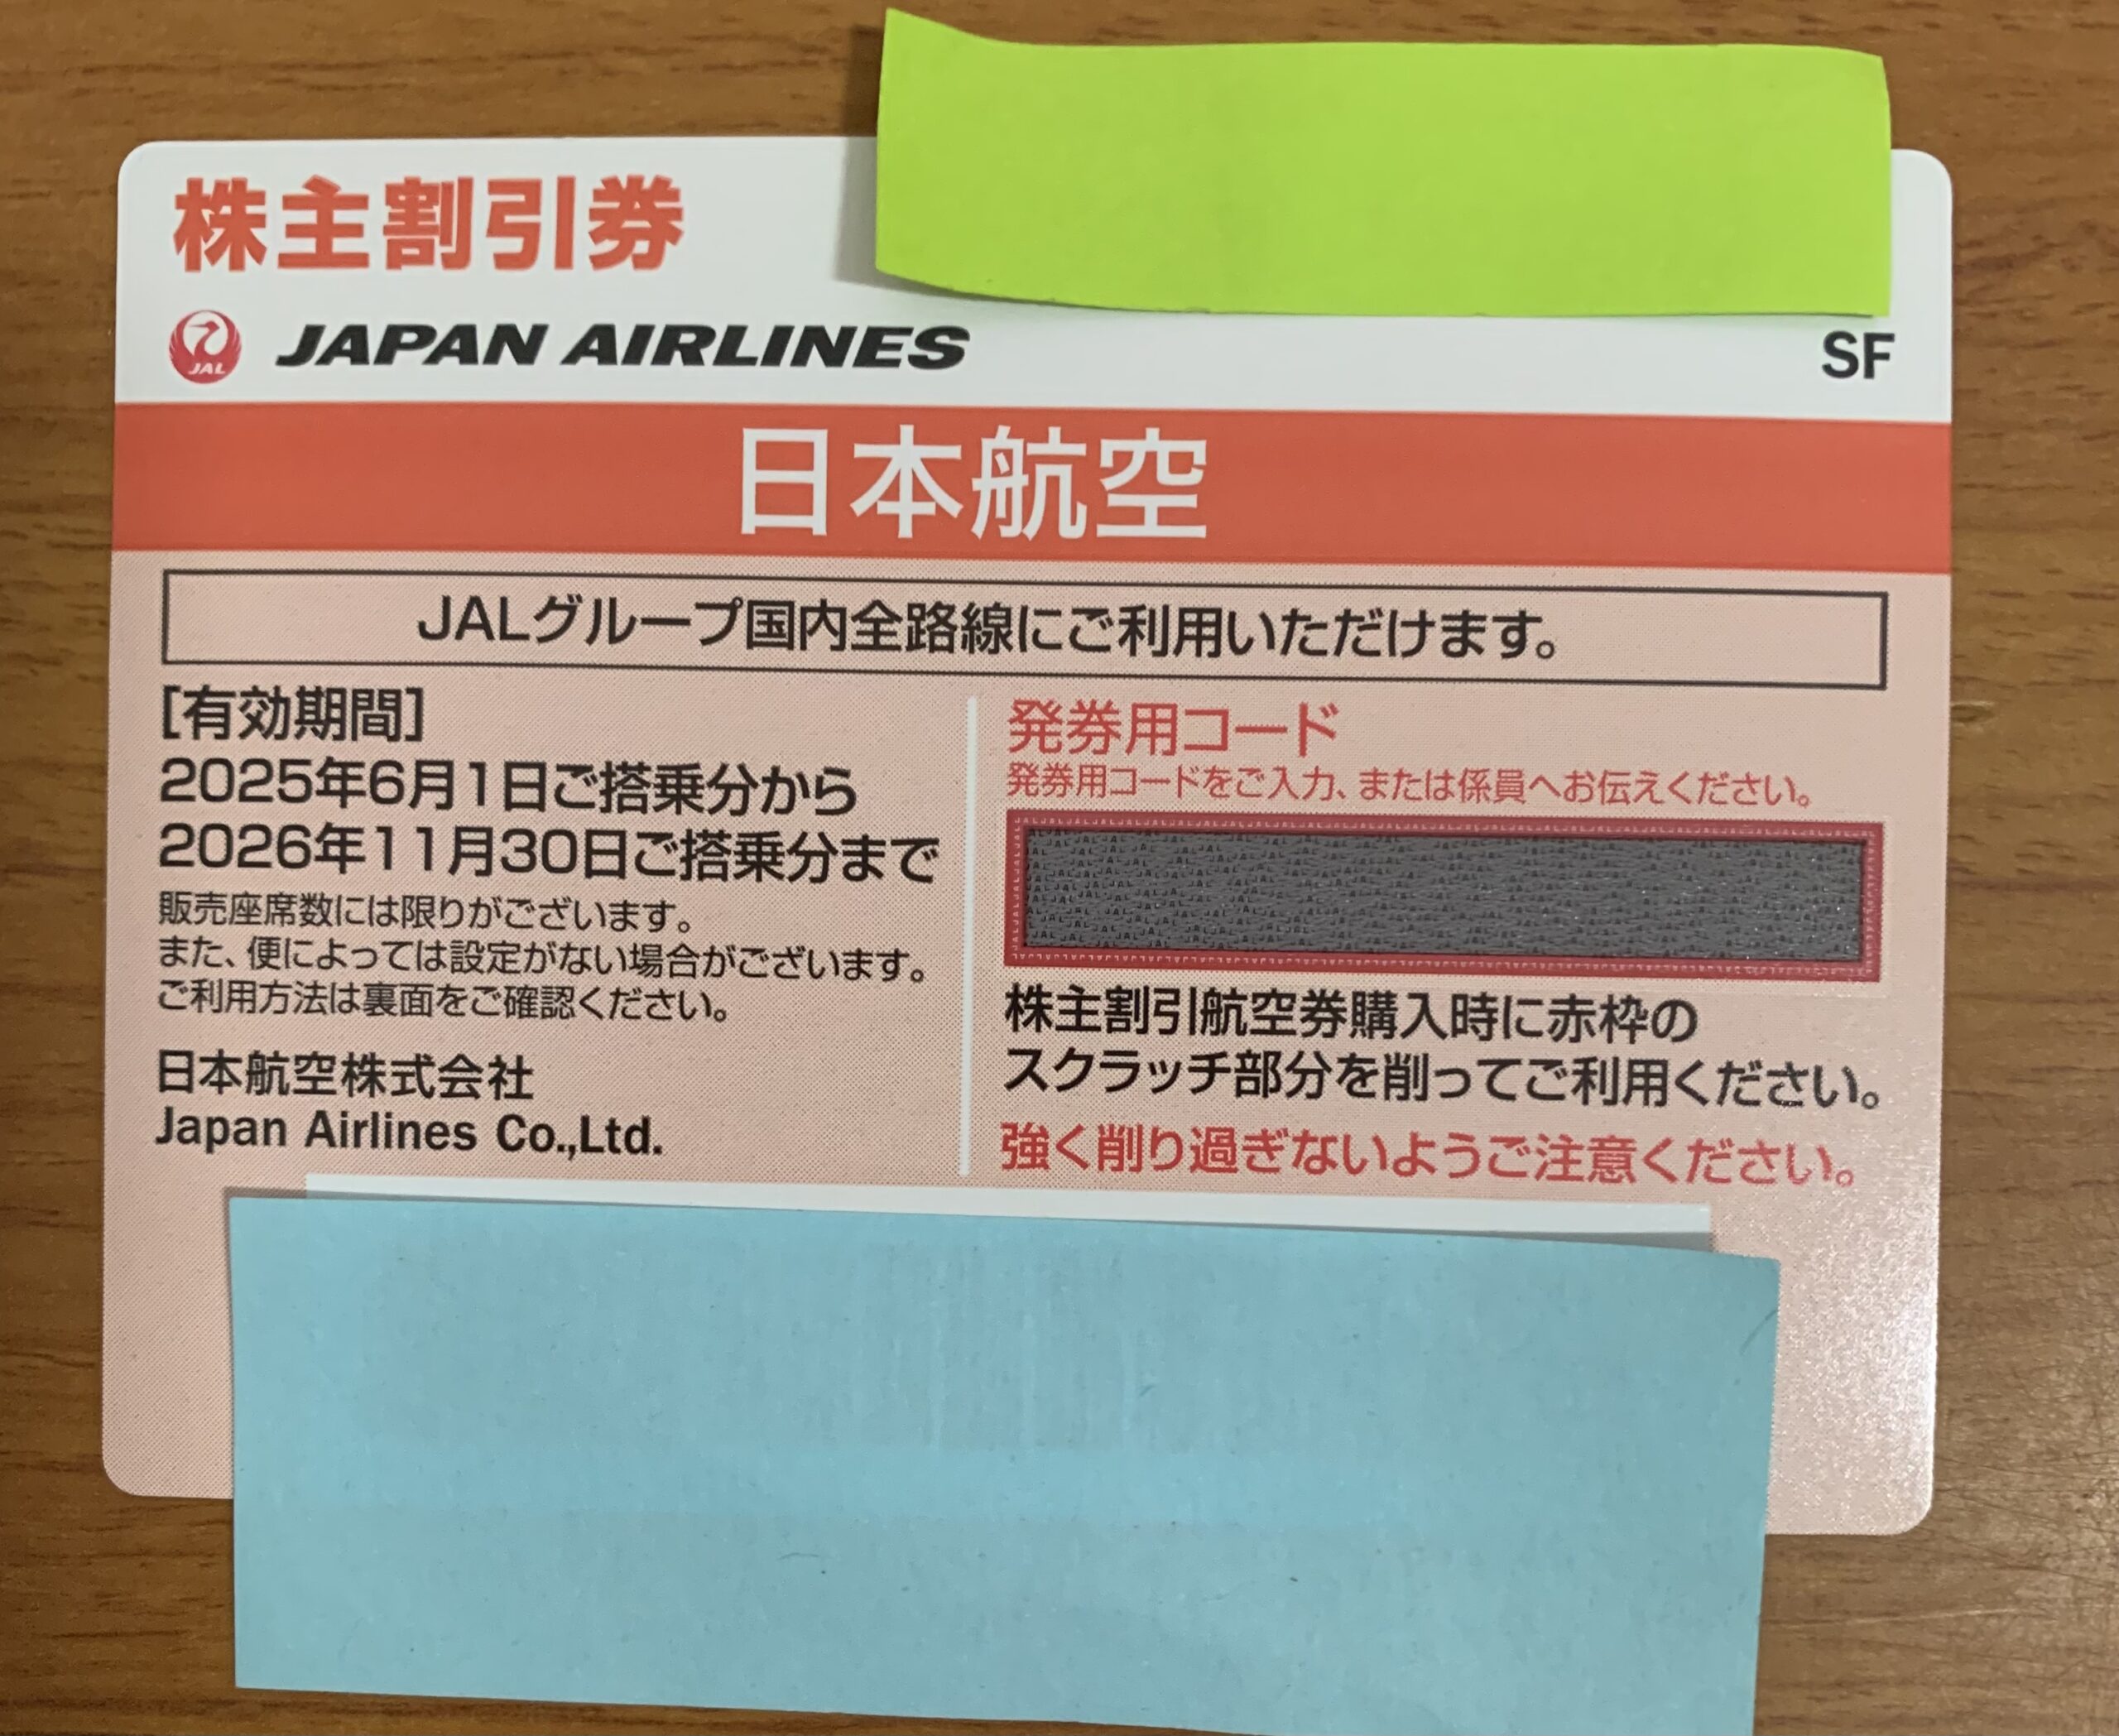 株主割引券
JAL JAPAN AIRLINES
SF
日本航空
JALグループ国内全路線にご利用いただけます。
[有効期間]
2025年6月1日ご搭乗分から
2026年11月30日ご搭乗分まで
販売座席数には限りがございます。
また、便によっては設定がない場合がございます。
ご利用方法は裏面をご確認ください。
日本航空株式会社
Japan Airlines Co.,Ltd.
発券用コード
発券用コードをご入力、または係員へお伝えください。
株主割引航空券購入時に赤枠の
スクラッチ部分を削ってご利用ください。
強く削り過ぎないようご注意ください。